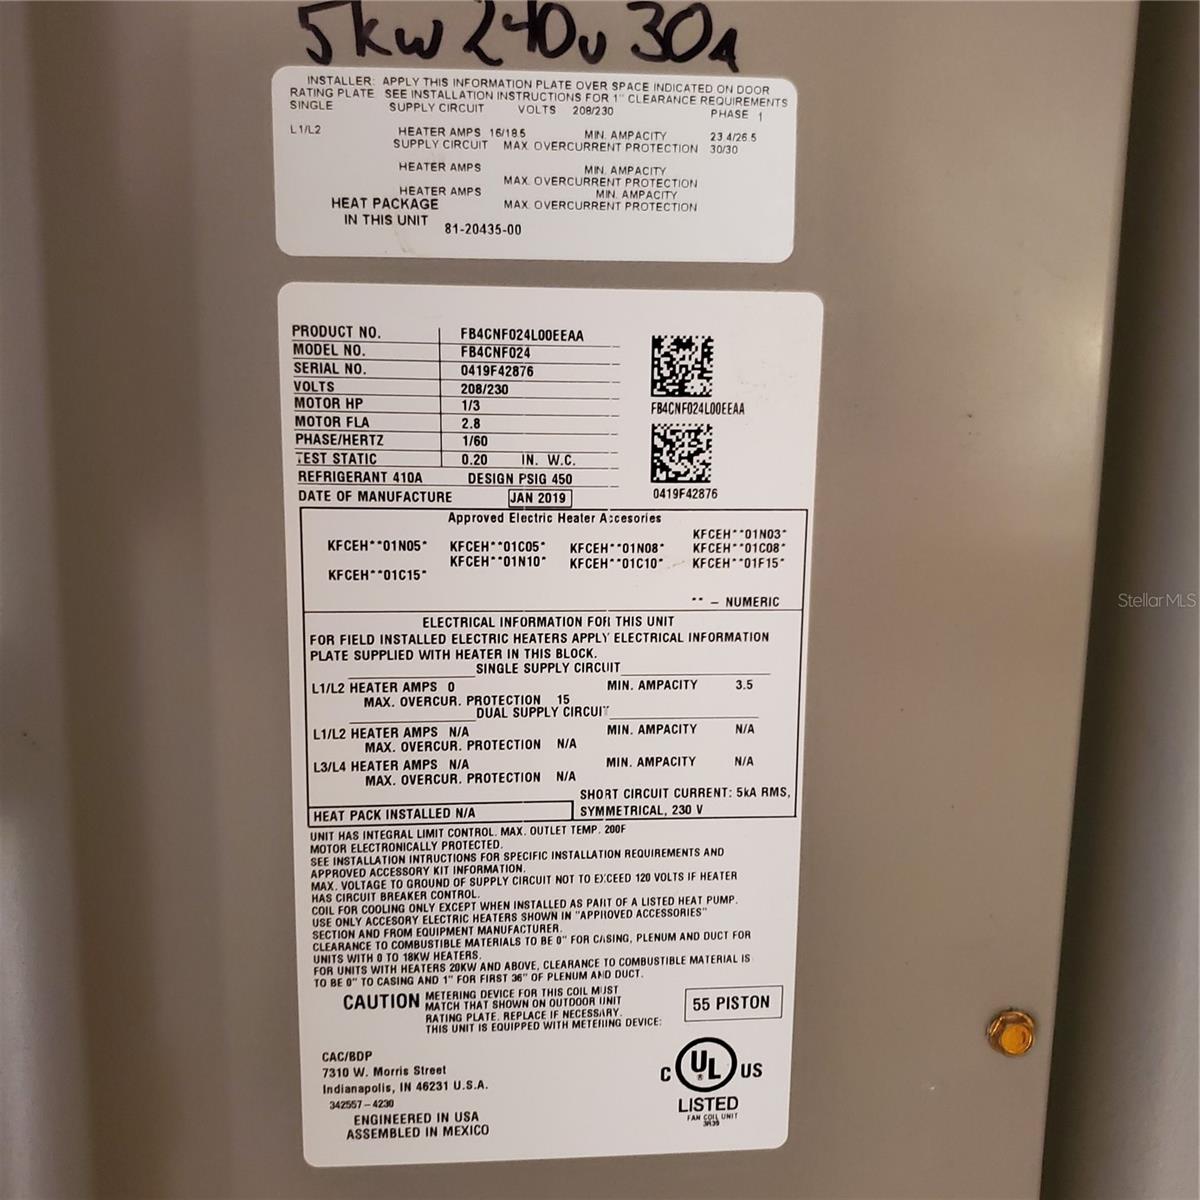 5kw 240v 30A
INSTALLER: APPLY THIS INFORMATION PLATE OVER SPACE INDICATED ON DOOR
RATING PLATE SEE INSTALLATION INSTRUCTIONS FOR 1" CLEARANCE REQUIREMENTS
SINGLE SUPPLY CIRCUIT VOLTS 208/230 PHASE 1
L1/L2 HEATER AMPS 16/18.5 MIN. AMPACITY 23.4/26.5
SUPPLY CIRCUIT MAX. OVERCURRENT PROTECTION 30/30
HEATER AMPS MIN. AMPACITY
MAX. OVERCURRENT PROTECTION
HEATER AMPS MIN. AMPACITY
HEAT PACKAGE MAX. OVERCURRENT PROTECTION
IN THIS UNIT 81-20435-00
PRODUCT NO. FB4CNF024L00EEAA
MODEL NO. FB4CNF024
SERIAL NO. 0419F42876
VOLTS 208/230
MOTOR HP 1/3
MOTOR FLA 2.8
PHASE/HERTZ 1/60
TEST STATIC 0.20 IN. W.C.
REFRIGERANT 410A DESIGN PSIG 450
DATE OF MANUFACTURE JAN 2019
FB4CNF024L00EEAA
0419F42876
Approved Electric Heater Accesories
KFCEH**01N03*
KFCEH**01N05* KFCEH**01C05* KFCEH**01N08* KFCEH**01C08*
KFCEH**01N10* KFCEH**01C10* KFCEH**01F15*
KFCEH**01C15*
** - NUMERIC
ELECTRICAL INFORMATION FOR THIS UNIT
FOR FIELD INSTALLED ELECTRIC HEATERS APPLY ELECTRICAL INFORMATION
PLATE SUPPLIED WITH HEATER IN THIS BLOCK.
SINGLE SUPPLY CIRCUIT
L1/L2 HEATER AMPS 0 MIN. AMPACITY 3.5
MAX. OVERCUR. PROTECTION 15
DUAL SUPPLY CIRCUIT
L1/L2 HEATER AMPS N/A MIN. AMPACITY N/A
MAX. OVERCUR. PROTECTION N/A
L3/L4 HEATER AMPS N/A MIN. AMPACITY N/A
MAX. OVERCUR. PROTECTION N/A
SHORT CIRCUIT CURRENT: 5kA RMS,
HEAT PACK INSTALLED N/A SYMMETRICAL, 230 V
UNIT HAS INTEGRAL LIMIT CONTROL. MAX. OUTLET TEMP. 200F
MOTOR ELECTRONICALLY PROTECTED.
SEE INSTALLATION INTRUCTIONS FOR SPECIFIC INSTALLATION REQUIREMENTS AND
APPROVED ACCESSORY KIT INFORMATION.
MAX. VOLTAGE TO GROUND OF SUPPLY CIRCUIT NOT TO EXCEED 120 VOLTS IF HEATER
HAS CIRCUIT BREAKER CONTROL.
COIL FOR COOLING ONLY EXCEPT WHEN INSTALLED AS PART OF A LISTED HEAT PUMP.
USE ONLY ACCESORY ELECTRIC HEATERS SHOWN IN "APPROVED ACCESSORIES"
SECTION AND FROM EQUIPMENT MANUFACTURER.
CLEARANCE TO COMBUSTIBLE MATERIALS TO BE 0" FOR CASING, PLENUM AND DUCT FOR
UNITS WITH 0 TO 18KW HEATERS.
FOR UNITS WITH HEATERS 20KW AND ABOVE, CLEARANCE TO COMBUSTIBLE MATERIAL IS
TO BE 0" TO CASING AND 1" FOR FIRST 36" OF PLENUM AND DUCT.
CAUTION METERING DEVICE FOR THIS COIL MUST
MATCH THAT SHOWN ON OUTDOOR UNIT
RATING PLATE. REPLACE IF NECESSARY.
THIS UNIT IS EQUIPPED WITH METERING DEVICE:
55 PISTON
CAC/BDP
7310 W. Morris Street
Indianapolis, IN 46231 U.S.A.
342557-4230
ENGINEERED IN USA
ASSEMBLED IN MEXICO
C UL US
LISTED
FAN COIL UNIT
StellarMLS